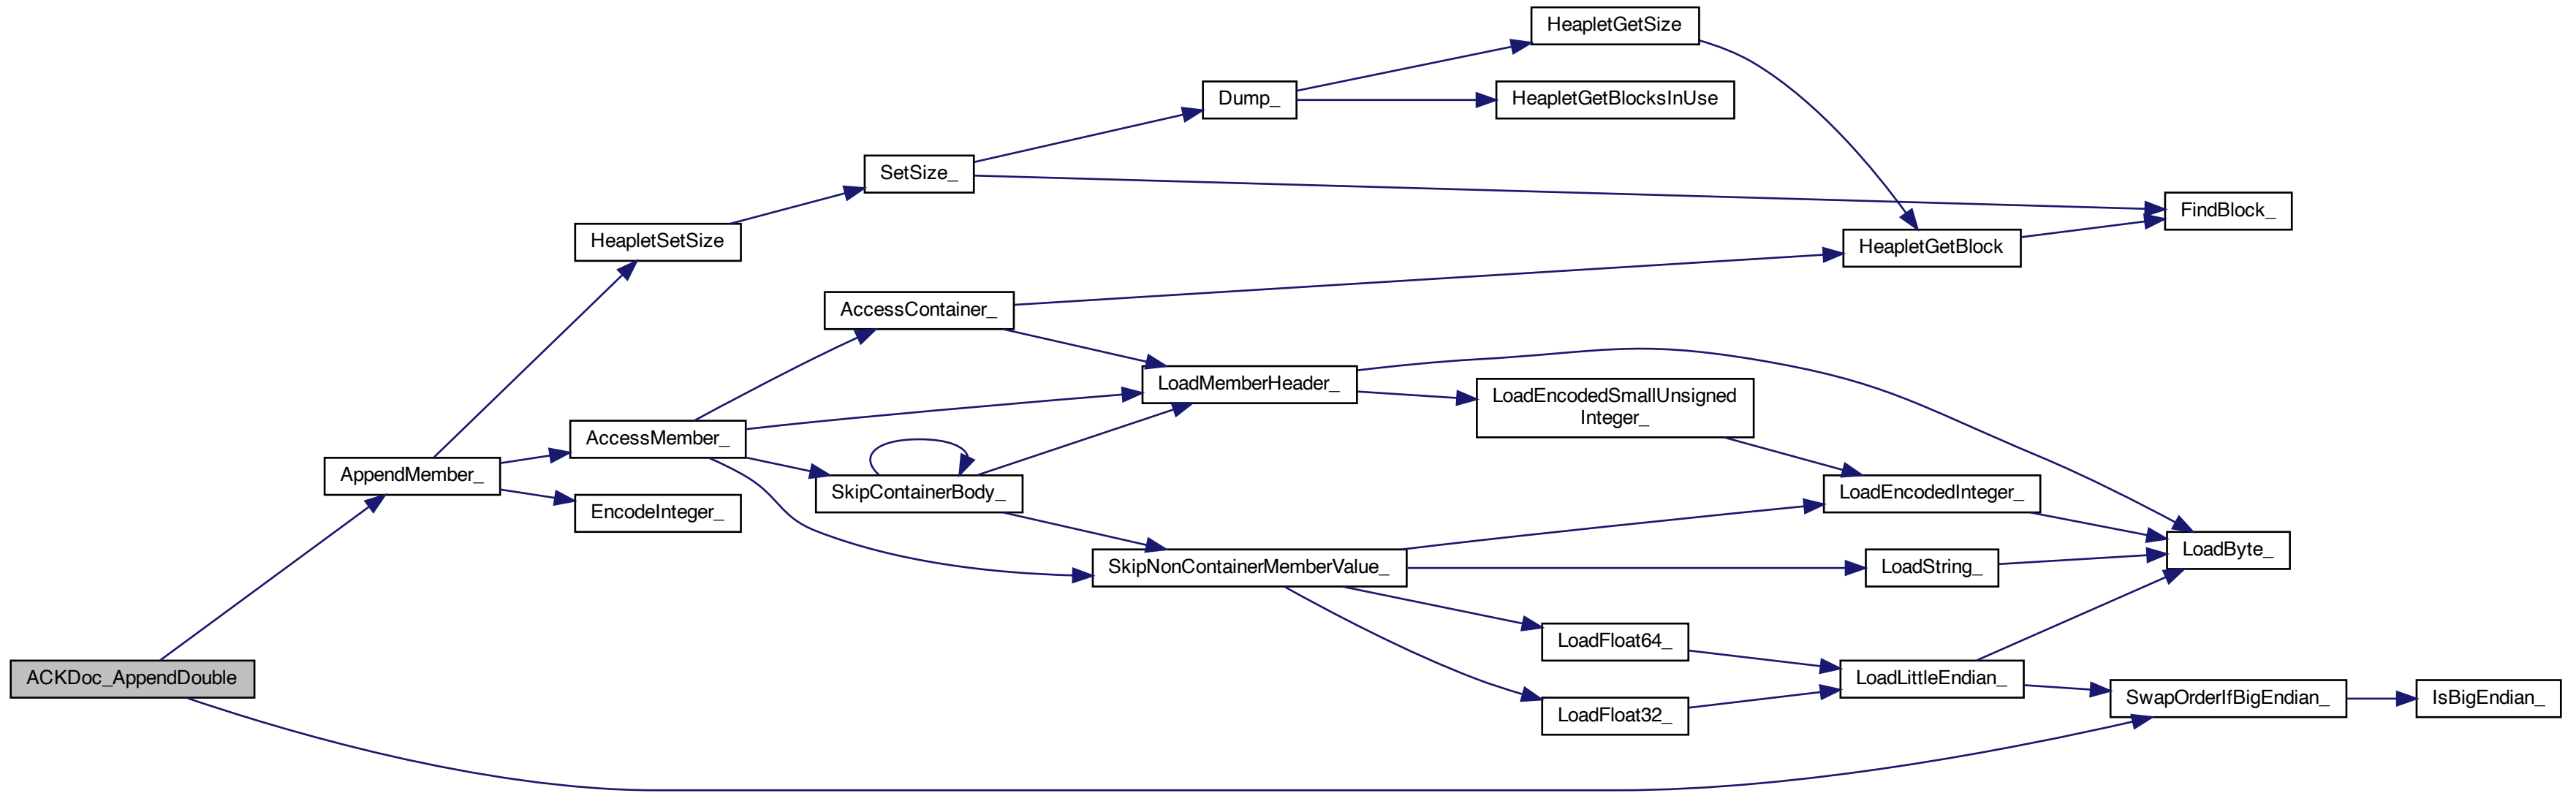 HeapletGetSize
Dump_
HeapletGetBlocksInUse
SetSize_
FindBlock_
HeapletSetSize
HeapletGetBlock
AccessContainer_
LoadMemberHeader_
LoadEncodedSmallUnsigned
Integer_
AccessMember_
AppendMember_
SkipContainerBody_
LoadEncodedInteger_
EncodeInteger_
LoadByte_
SkipNonContainerMemberValue_
LoadString_
LoadFloat64_
ACKDoc_AppendDouble
LoadLittleEndian_
SwapOrderIfBigEndian_
IsBigEndian_
LoadFloat32_